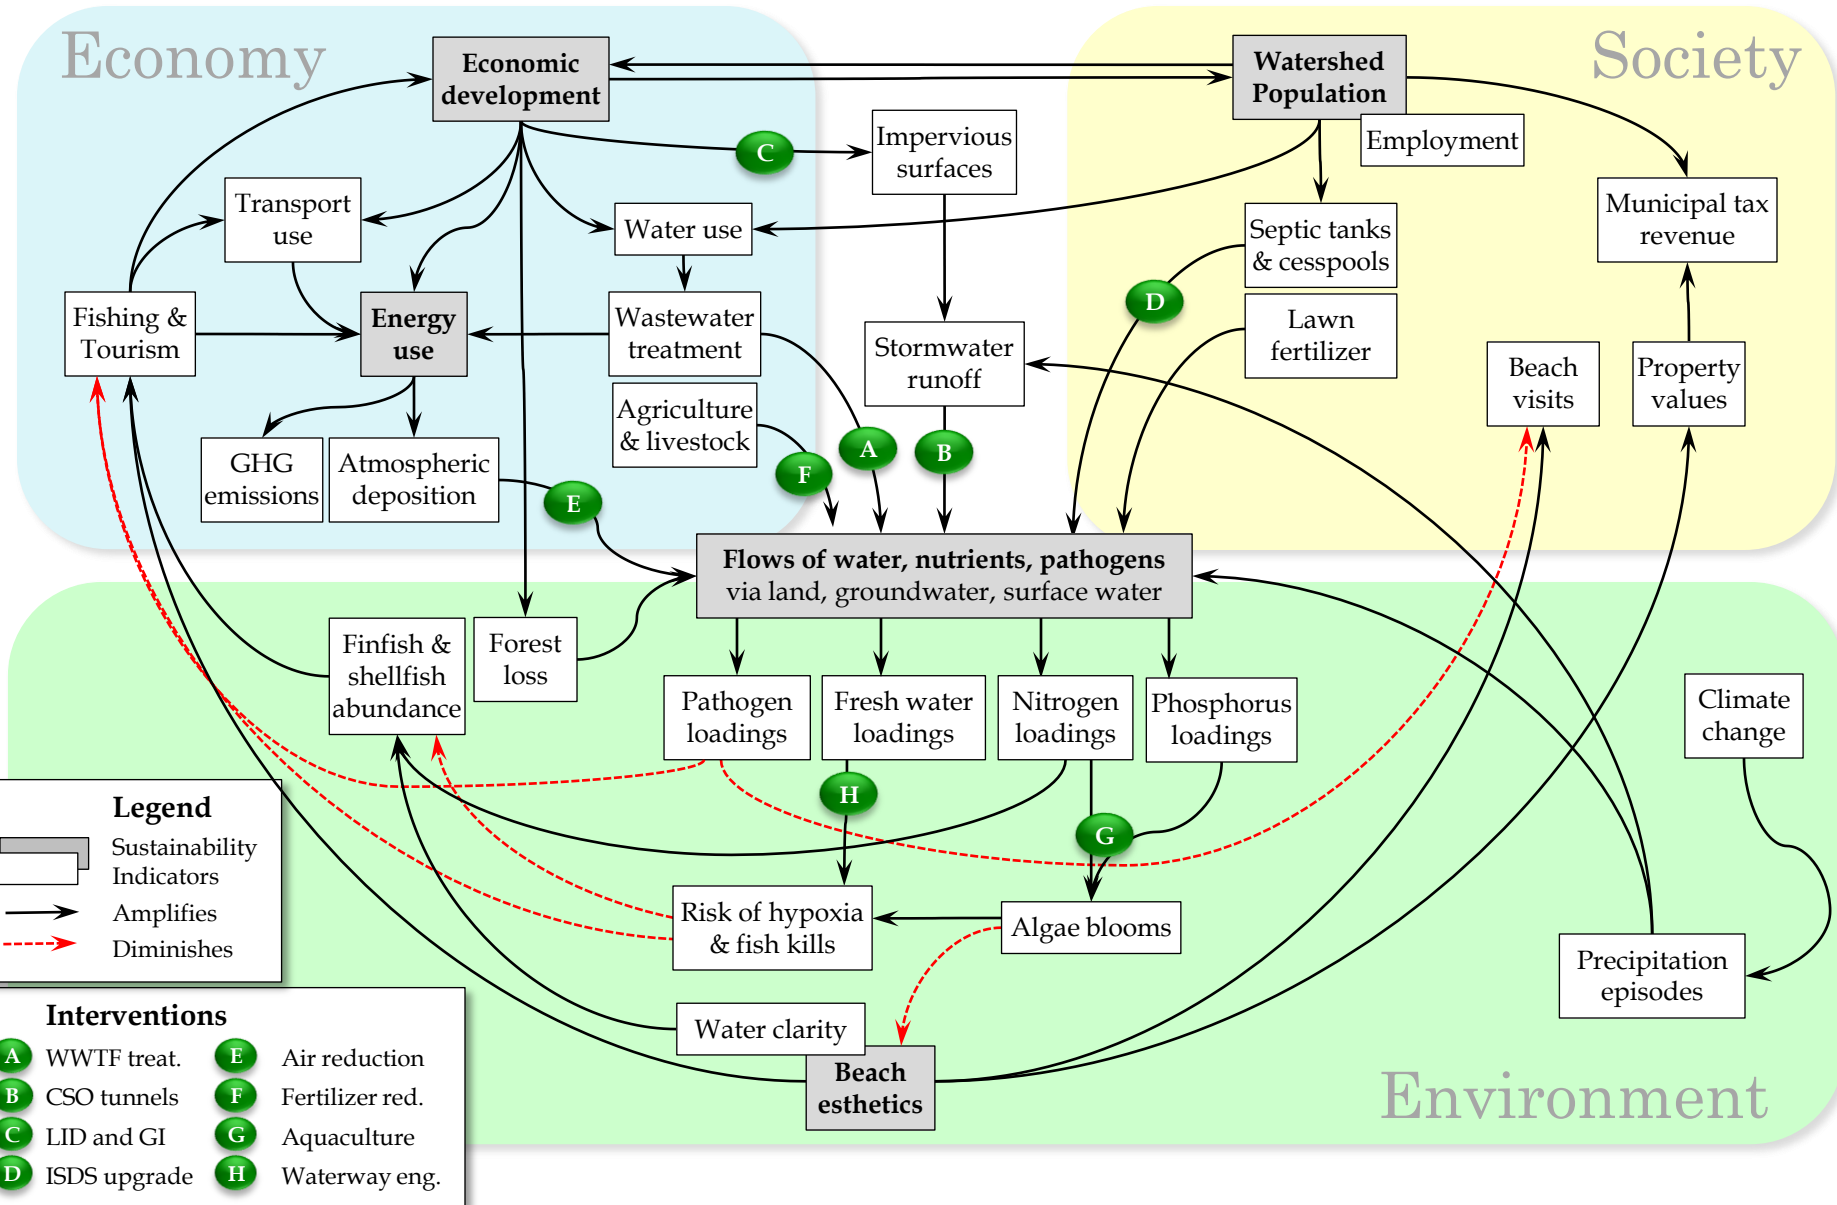 Economy
Society
Economic
development
Watershed
Population
Employment
Impervious
surfaces
C
Transport
use
Water use
Septic tanks
& cesspools
Municipal tax
revenue
D
Fishing &
Tourism
Energy
use
Wastewater
treatment
Stormwater
runoff
Lawn
fertilizer
Beach
visits
Property
values
Agriculture
& livestock
A
B
F
GHG
emissions
Atmospheric
deposition
E
Flows of water, nutrients, pathogens
via land, groundwater, surface water
Finfish &
shellfish
abundance
Forest
loss
Pathogen
loadings
Fresh water
loadings
Nitrogen
loadings
Phosphorus
loadings
Climate
change
H
G
Legend
Sustainability
Indicators
Amplifies
Diminishes
Risk of hypoxia
& fish kills
Algae blooms
Precipitation
episodes
Water clarity
Beach
esthetics
Environment
Interventions
A WWTF treat.
B CSO tunnels
C LID and GI
D ISDS upgrade
E Air reduction
F Fertilizer red.
G Aquaculture
H Waterway eng.